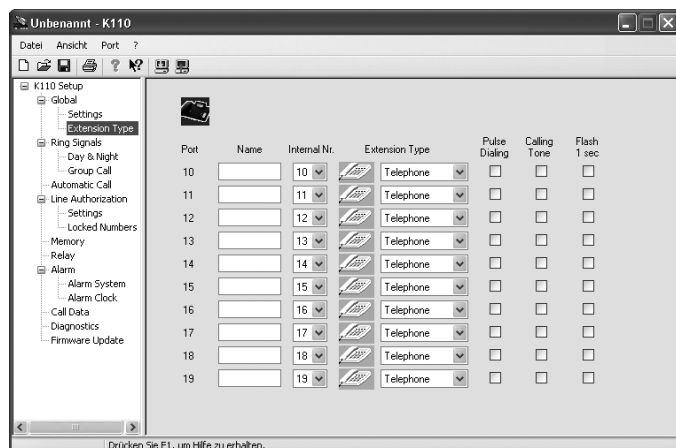 Unbenannt - K110
Datei Ansicht Port ?
K110 Setup
Global
Settings
Extension Type
Ring Signals
Day & Night
Group Call
Automatic Call
Line Authorization
Settings
Locked Numbers
Memory
Relay
Alarm
Alarm System
Alarm Clock
Call Data
Diagnostics
Firmware Update
Port Name Internal Nr. Extension Type Pulse Dialing Calling Tone Flash 1 sec
10 10 Telephone
11 11 Telephone
12 12 Telephone
13 13 Telephone
14 14 Telephone
15 15 Telephone
16 16 Telephone
17 17 Telephone
18 18 Telephone
19 19 Telephone
Drücken Sie F1, um Hilfe zu erhalten.